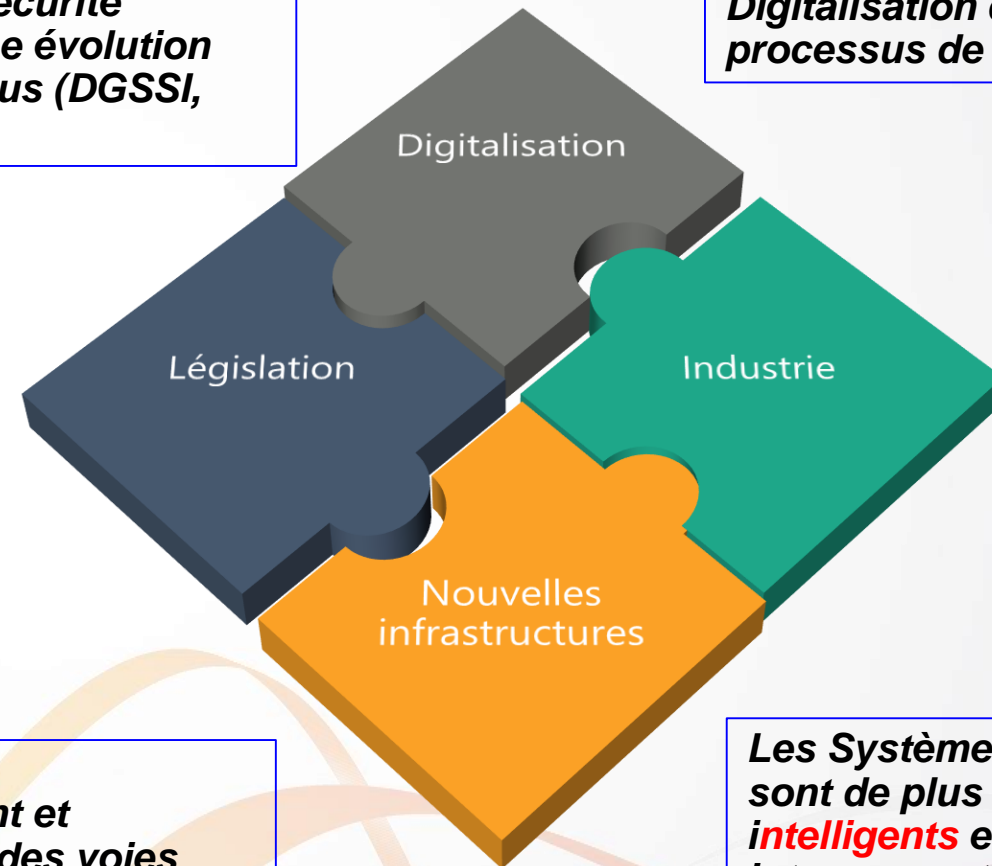 écurité
e évolution
us (DGSSI,
Digitalisation
processus de
Digitalisation
Législation
Industrie
Nouvelles
infrastructures
nt et
des voies
Les Système
sont de plus
intelligents e